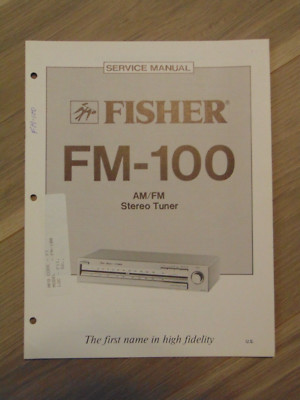 SERVICE MANUAL
FISHER®
FM-100
AM/FM
Stereo Tuner
The first name in high fidelity